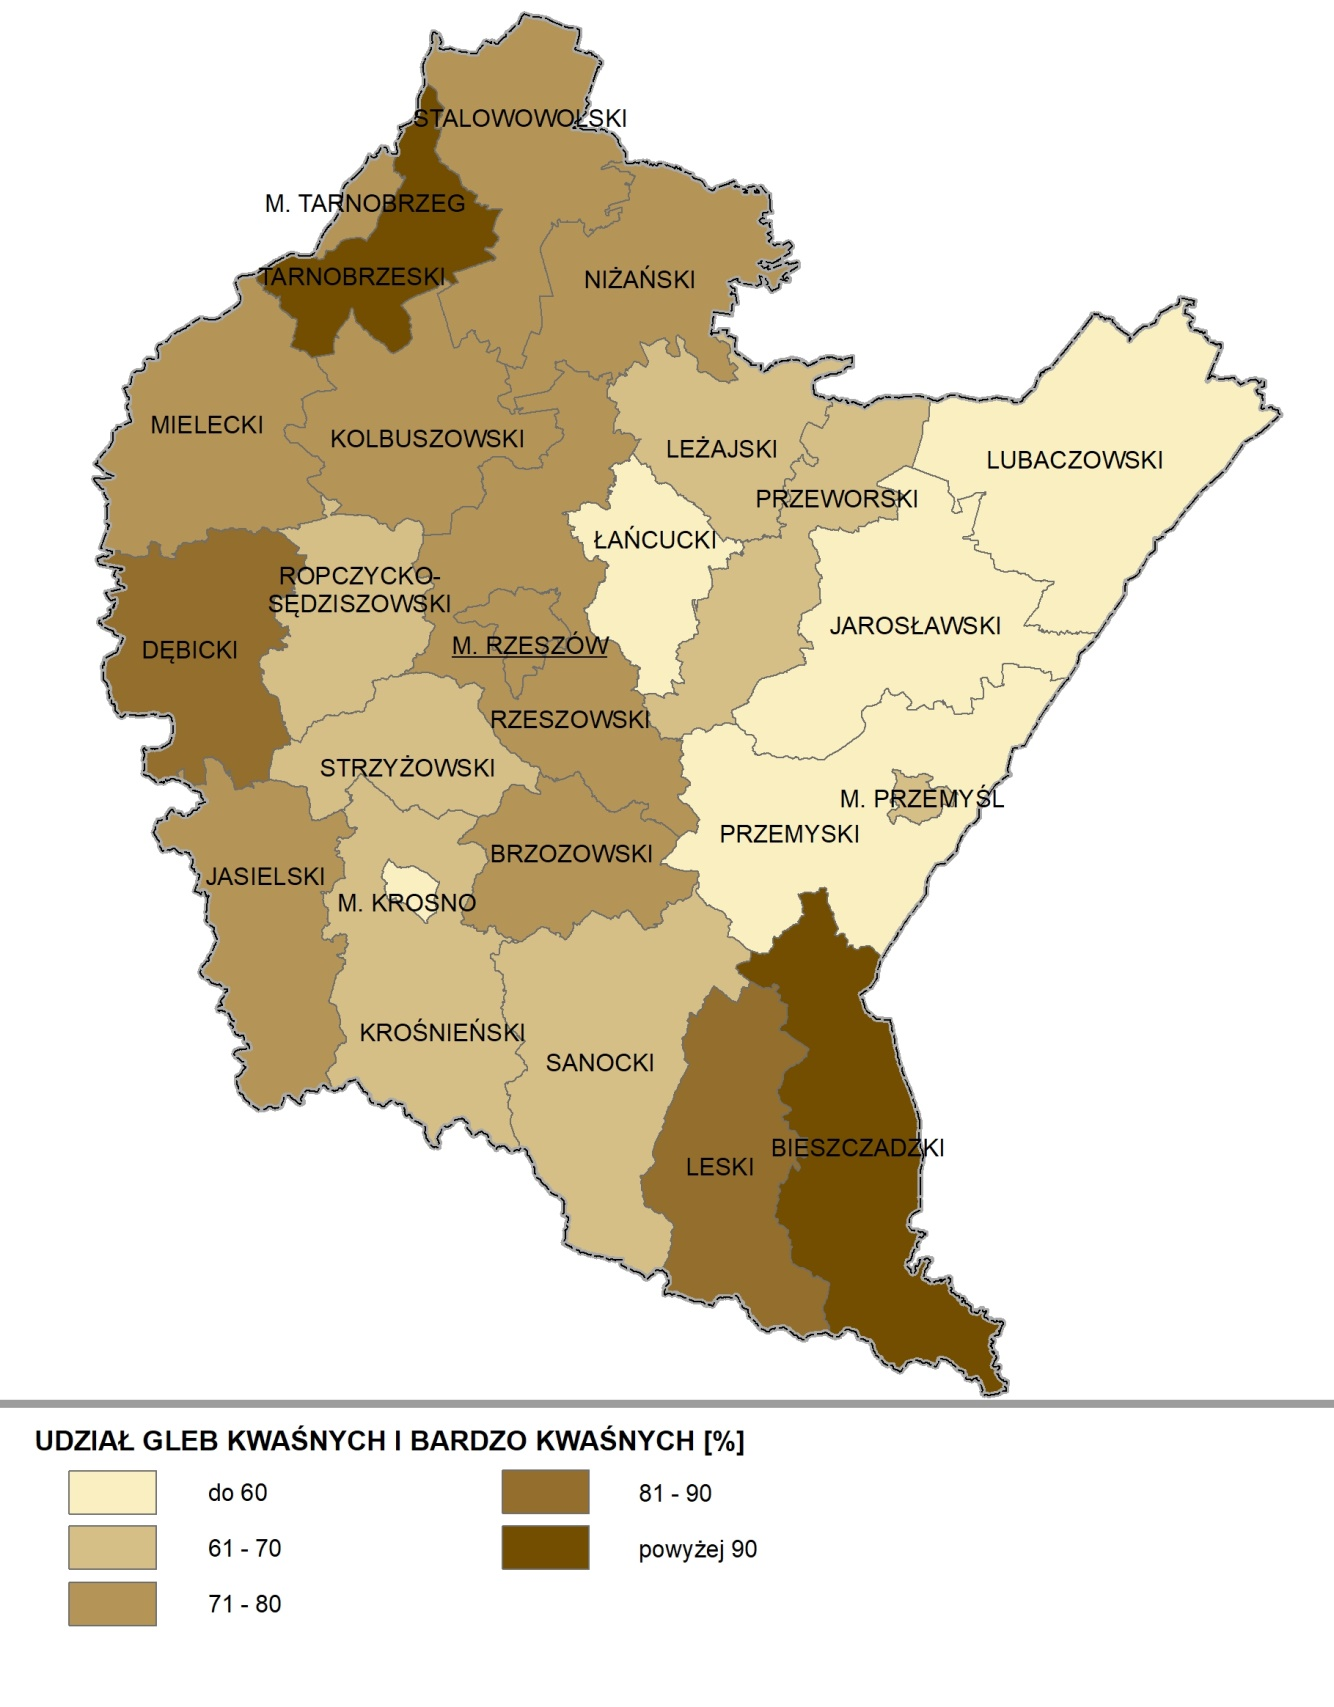 STALOWOWOLSKI
M. TARNOBRZEG
TARNOBRZESKI
NIŻAŃSKI
MIELECKI
KOLBUSZOWSKI
LEŻAJSKI
LUBACZOWSKI
PRZEWORSKI
ŁAŃCUCKI
ROPCZYCKO-
SĘDZISZOWSKI
JAROSŁAWSKI
DĘBICKI
M. RZESZÓW
RZESZOWSKI
STRZYŻOWSKI
M. PRZEMYŚL
PRZEMYSKI
BRZOZOWSKI
JASIELSKI
M. KROSNO
KROŚNIEŃSKI
SANOCKI
BIESZCZADZKI
LESKI
UDZIAŁ GLEB KWAŚNYCH I BARDZO KWAŚNYCH [%]
do 60
61 - 70
71 - 80
81 - 90
powyżej 90